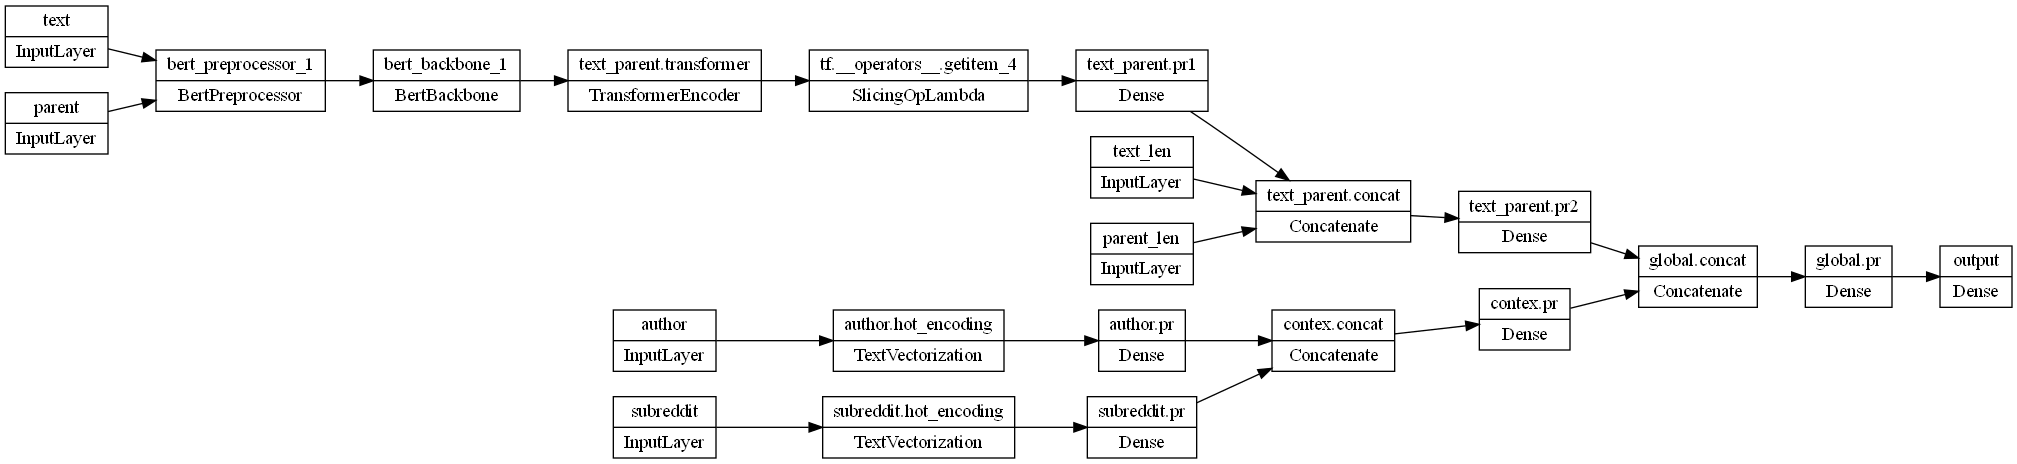 text
InputLayer
parent
InputLayer
bert_preprocessor_1
BertPreprocessor
bert_backbone_1
BertBackbone
text_parent.transformer
TransformerEncoder
tf.__operators__.getitem_4
SlicingOpLambda
text_parent.pr1
Dense
text_len
InputLayer
parent_len
InputLayer
text_parent.concat
Concatenate
text_parent.pr2
Dense
author
InputLayer
author.hot_encoding
TextVectorization
author.pr
Dense
subreddit
InputLayer
subreddit.hot_encoding
TextVectorization
subreddit.pr
Dense
contex.concat
Concatenate
contex.pr
Dense
global.concat
Concatenate
global.pr
Dense
output
Dense